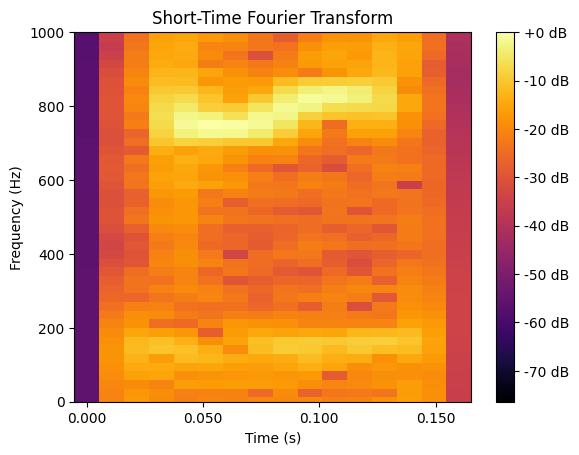 Short-Time Fourier Transform
1000
800
600
400
200
0
Frequency (Hz)
0.000
0.050
0.100
0.150
Time (s)
+0 dB
-10 dB
-20 dB
-30 dB
-40 dB
-50 dB
-60 dB
-70 dB